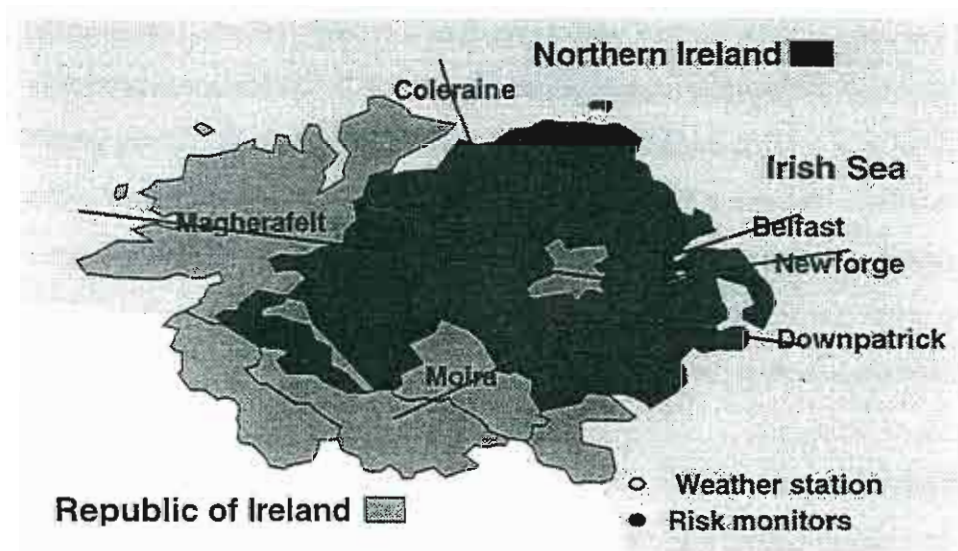 Northern Ireland
Coleraine
Irish Sea
Magherafelt
Belfast
Newforge
Downpatrick
Moira
Weather station
Republic of Ireland
Risk monitors